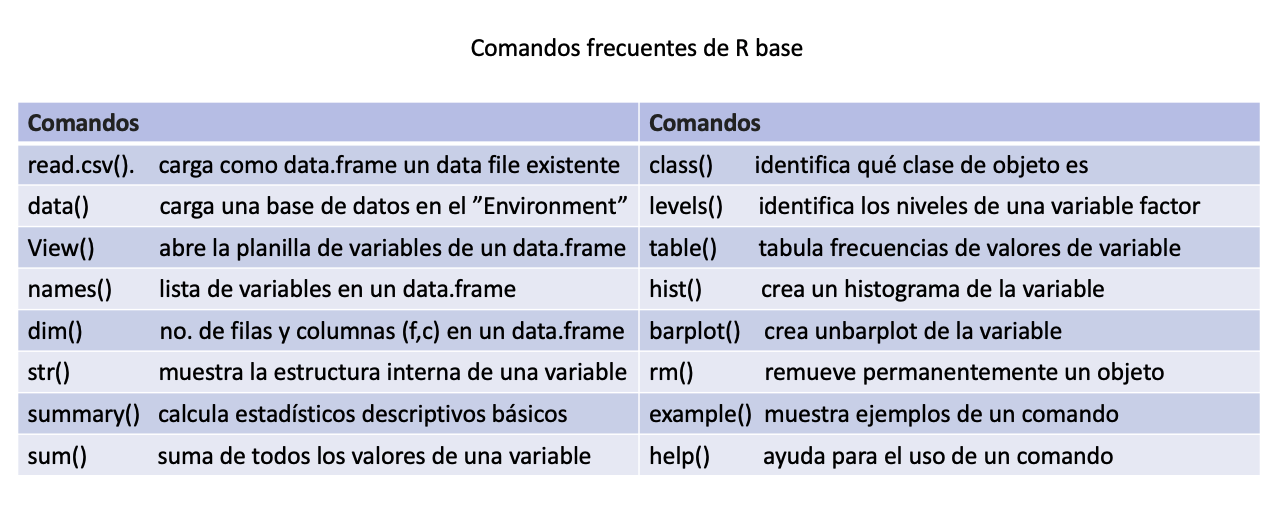 Comandos frecuentes de R base
Comandos Comandos
read.csv(). carga como data.frame un data file existente class() identifica qué clase de objeto es
data() carga una base de datos en el ”Environment” levels() identifica los niveles de una variable factor
View() abre la planilla de variables de un data.frame table() tabula frecuencias de valores de variable
names() lista de variables en un data.frame hist() crea un histograma de la variable
dim() no. de filas y columnas (f,c) en un data.frame barplot() crea unbarplot de la variable
str() muestra la estructura interna de una variable rm() remueve permanentemente un objeto
summary() calcula estadísticos descriptivos básicos example() muestra ejemplos de un comando
sum() suma de todos los valores de una variable help() ayuda para el uso de un comando